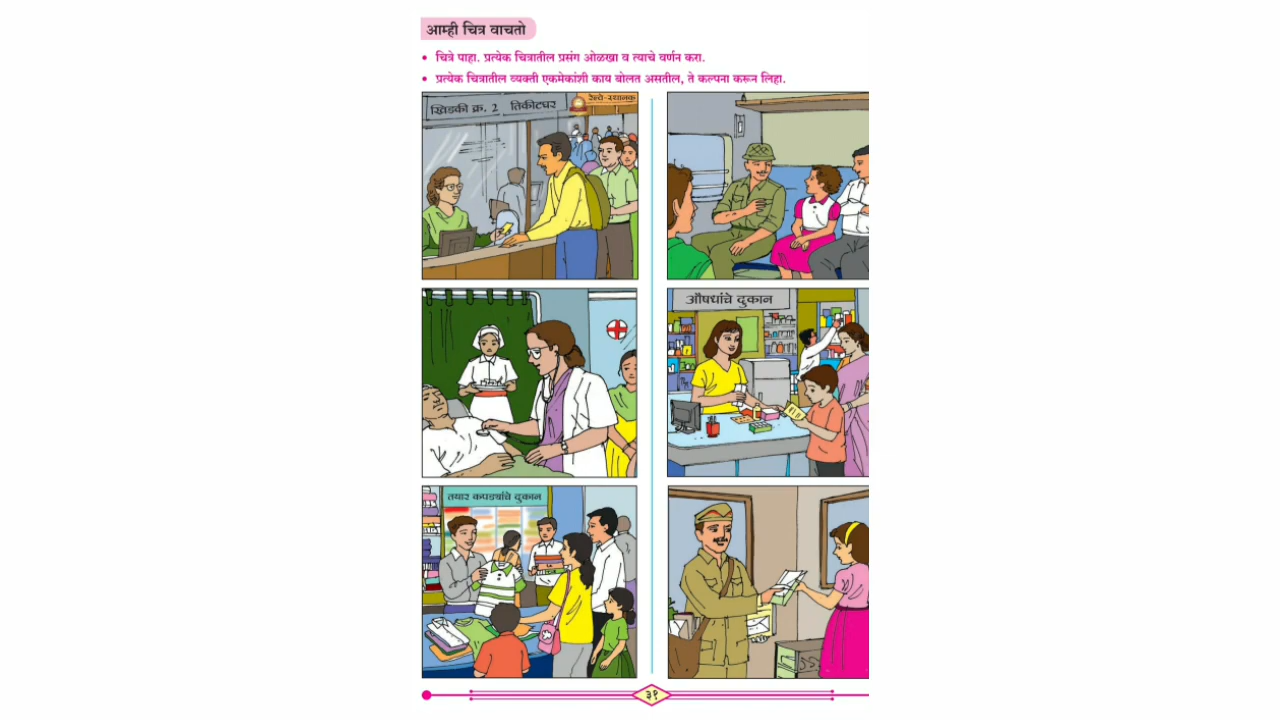 आम्ही चित्र वाचतो
• चित्रे पाहा. प्रत्येक चित्रातील प्रसंग ओळखा व त्याचे वर्णन करा.
• प्रत्येक चित्रातील व्यक्ती एकमेकांशी काय बोलत असतील, ते कल्पना करून लिहा.
खिडकी क्र. 2 तिकीटघर
रेल्वे-स्थानक
औषधांचे दुकान
तयार कपड्यांचे दुकान
३१